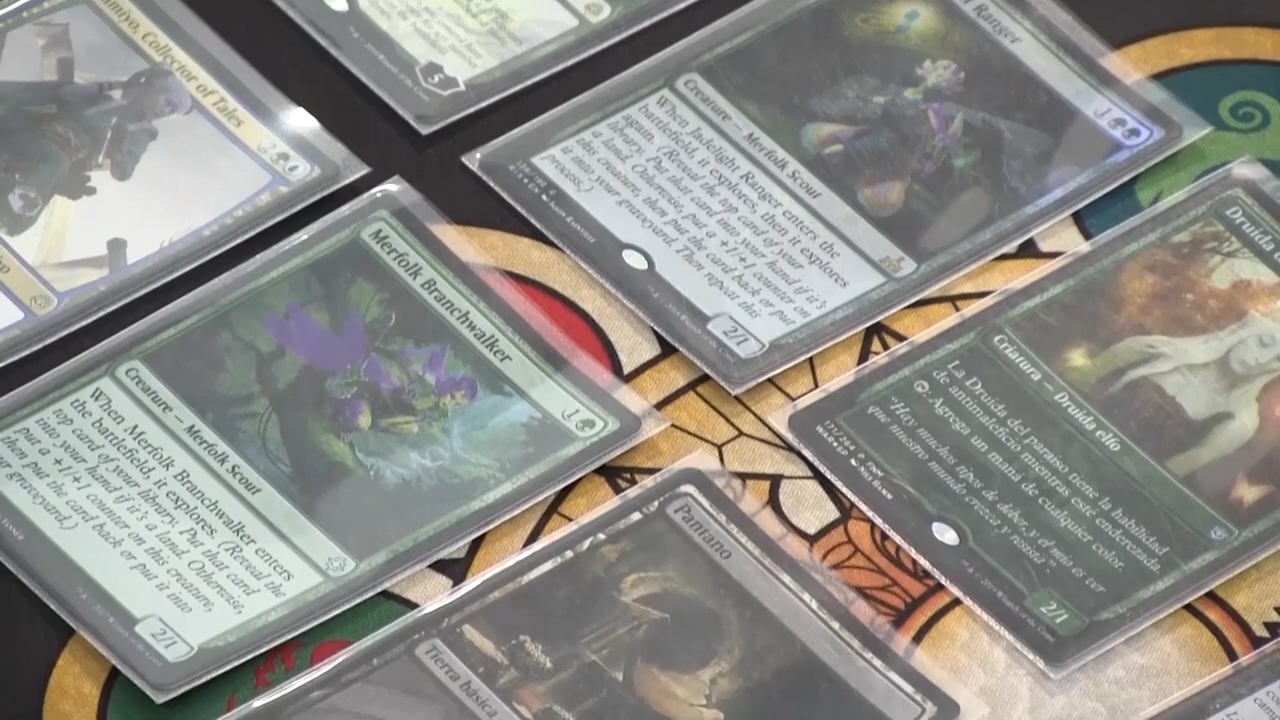 Collector of Tales
2
5
Ranger
1
Creature — Merfolk Scout
When Jadelight Ranger enters the
battlefield, it explores, then it explores
again. (Reveal the top card of your
library. Put that card into your hand if it's
a land. Otherwise, put a +1/+1 counter on
this creature, then put the card back or put
it into your graveyard. Then repeat this
process.)
2/1
Merfolk Branchwalker
1
Creature — Merfolk Scout
When Merfolk Branchwalker enters
the battlefield, it explores. (Reveal the
top card of your library. Put that card
into your hand if it's a land. Otherwise,
put a +1/+1 counter on this creature,
then put the card back or put it into
your graveyard.)
2/1
Druida
Criatura — Druida elfo
La Druida del paraíso tiene la habilidad
de antimaleficio mientras esté enderezada.
: Agrega un maná de cualquier color.
"Hay muchos tipos de deber, y el mío es ver
que nuestro mundo crezca y resista".
171/264
2/1
Pantano
Tierra básica